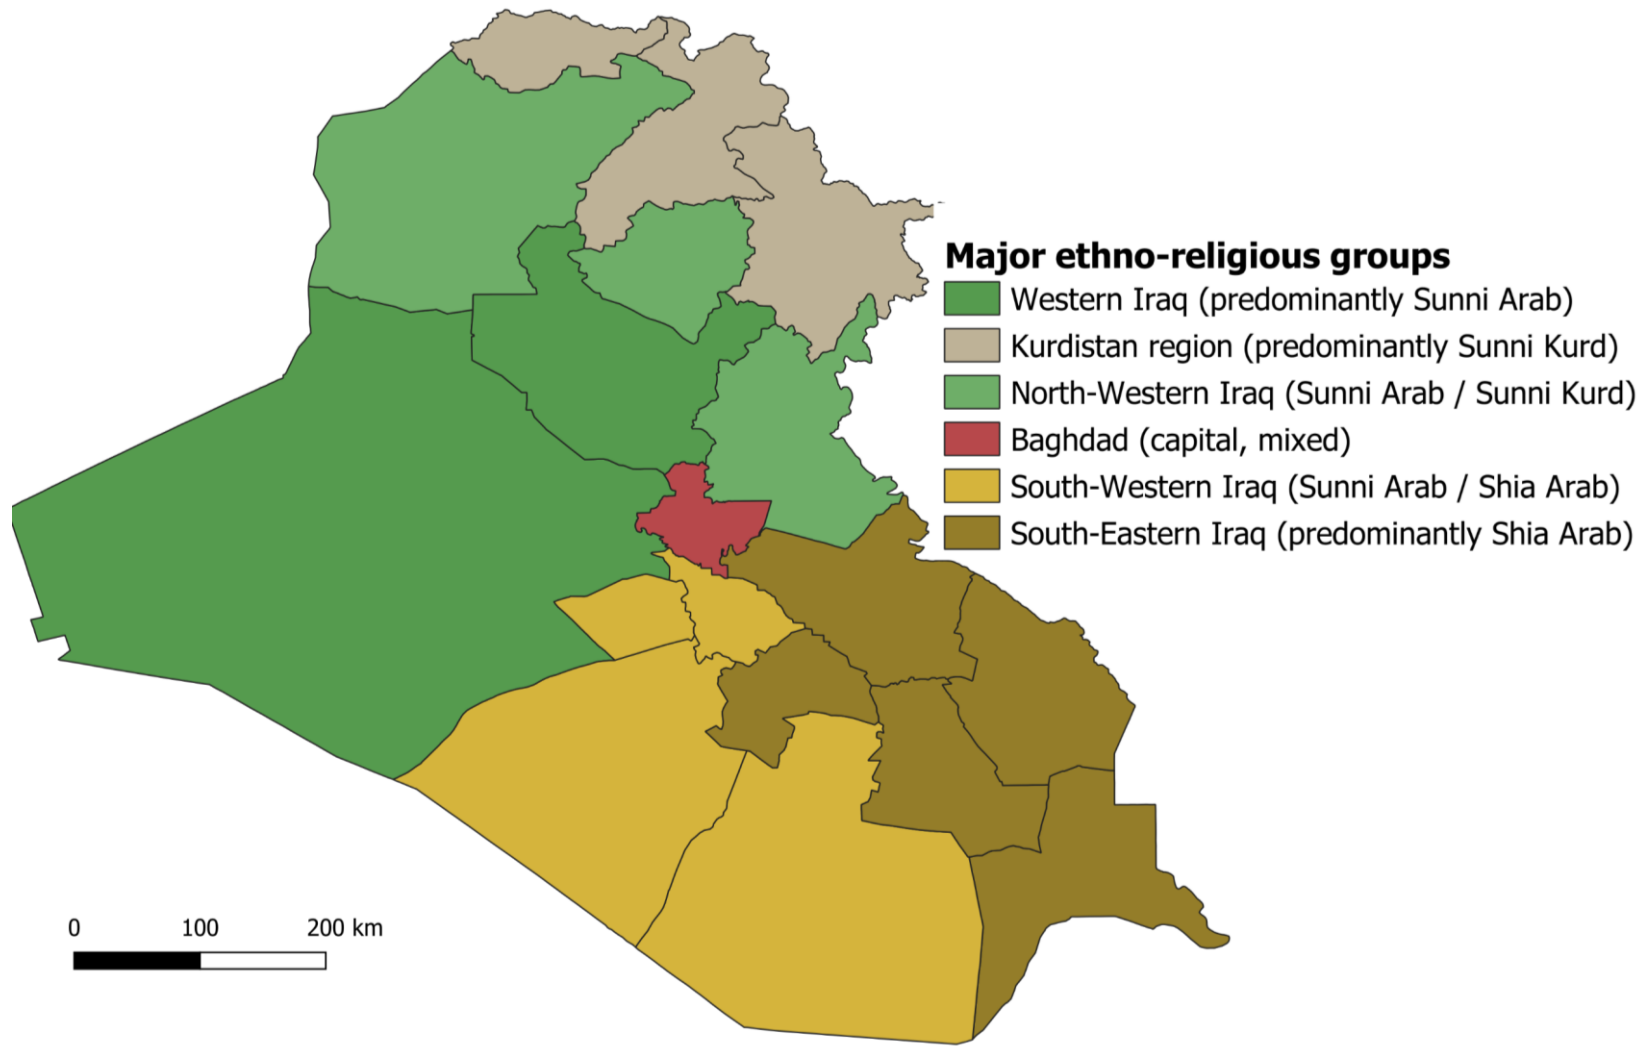 Major ethno-religious groups
Western Iraq (predominantly Sunni Arab)
Kurdistan region (predominantly Sunni Kurd)
North-Western Iraq (Sunni Arab / Sunni Kurd)
Baghdad (capital, mixed)
South-Western Iraq (Sunni Arab / Shia Arab)
South-Eastern Iraq (predominantly Shia Arab)
0 100 200 km